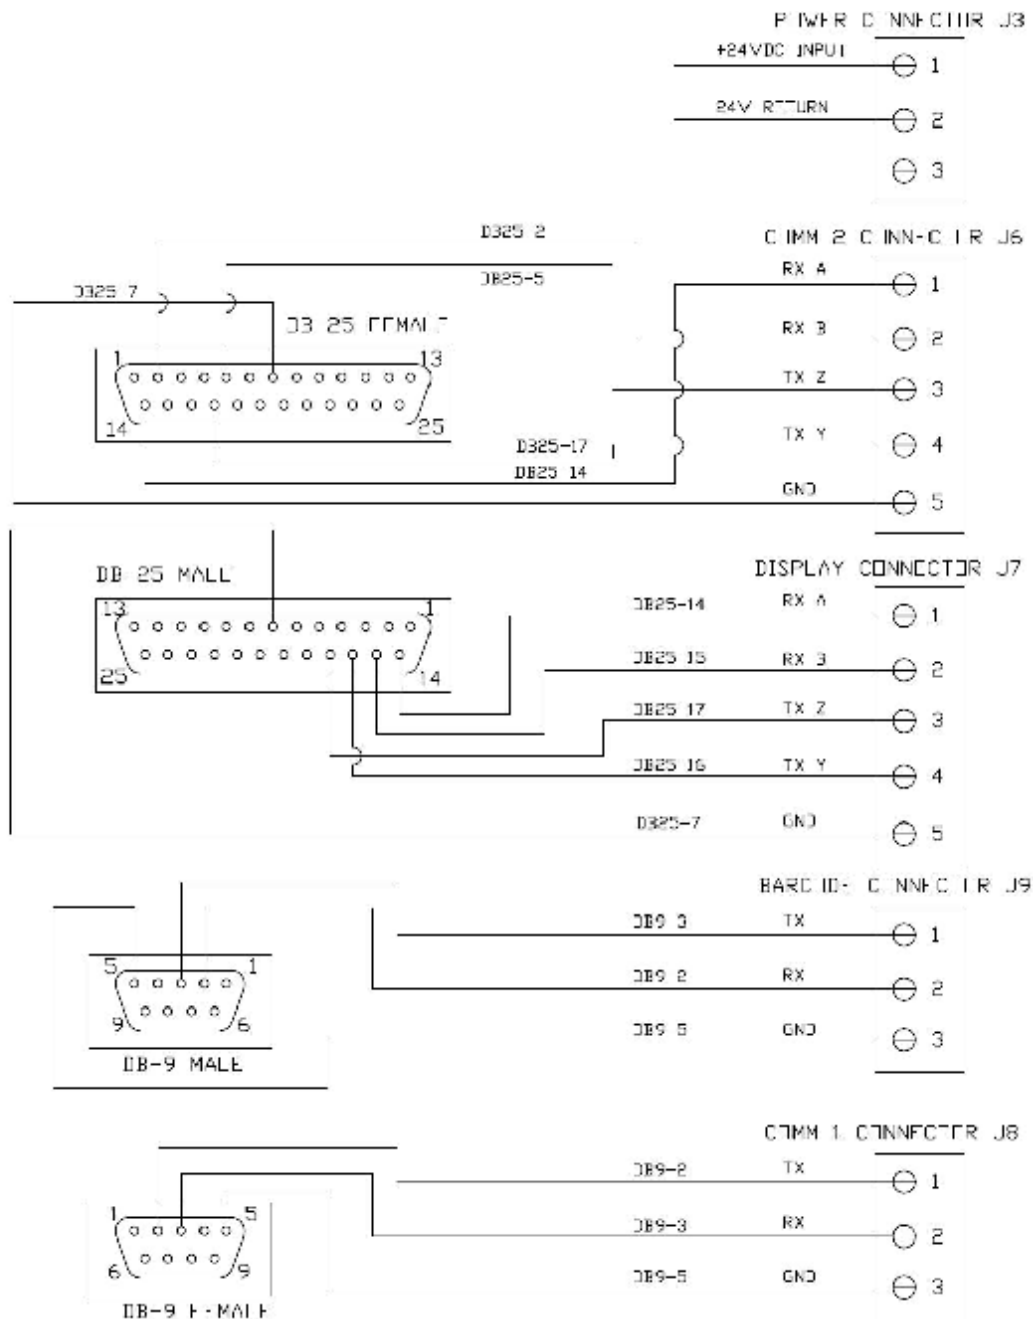 POWER CONNECTOR J3
+24VDC INPUT
1
24V RETURN
2
3
DB25 2
COMM 2 CONNECTOR J6
RX A
DB25-5
1
DB25 7
DB 25 FEMALE
RX B
2
1 13
TX Z
3
14 25
TX Y
4
DB25-17
DB25 14
GND
5
DB 25 MALE
DISPLAY CONNECTOR J7
13 1
DB25-14 RX A
1
25 14
DB25 15 RX B
2
DB25 17 TX Z
3
DB25 16 TX Y
4
DB25-7 GND
5
BARCODE CONNECTOR J9
DB9 3 TX
1
5 1
DB9 2 RX
2
9 6
DB9 5 GND
3
DB-9 MALE
COMM 1 CONNECTOR J8
DB9-2 TX
1
1 5
DB9-3 RX
2
6 9
DB9-5 GND
3
DB-9 FEMALE